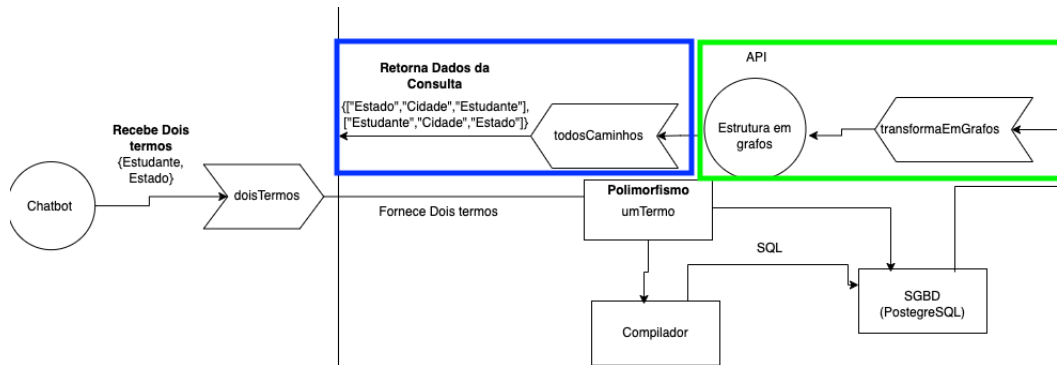 Retorna Dados da
Consulta
{["Estado","Cidade","Estudante"],
["Estudante","Cidade","Estado"]}
todosCaminhos
API
Estrutura em
grafos
transformaEmGrafos
Recebe Dois
termos
{Estudante,
Estado}
Chatbot
doisTermos
Fornece Dois termos
Polimorfismo
umTermo
SQL
Compilador
SGBD
(PostegreSQL)